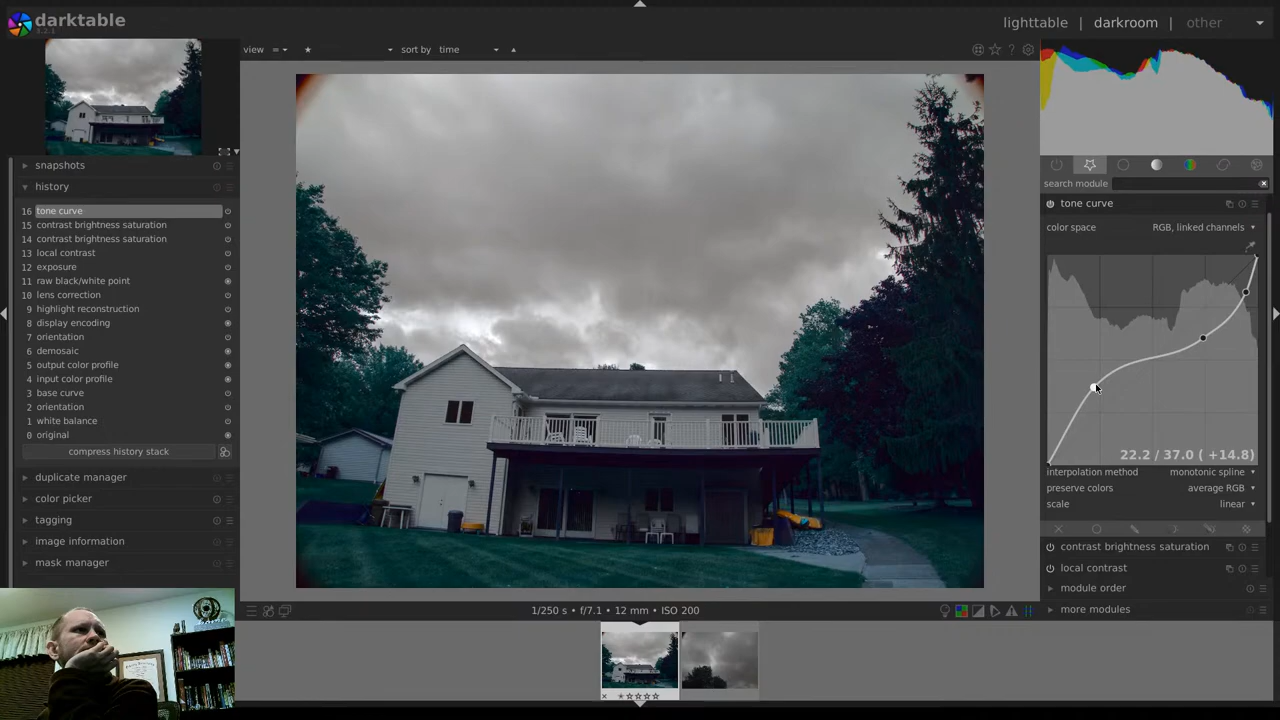 darktable
3.2.1
lighttable | darkroom | other
view = ★ sort by time
snapshots
history
16 tone curve
15 contrast brightness saturation
14 contrast brightness saturation
13 local contrast
12 exposure
11 raw black/white point
10 lens correction
9 highlight reconstruction
8 display encoding
7 orientation
6 demosaic
5 output color profile
4 input color profile
3 base curve
2 orientation
1 white balance
0 original
compress history stack
duplicate manager
color picker
tagging
image information
mask manager
1/250 s • f/7.1 • 12 mm • ISO 200
search module
tone curve
color space RGB, linked channels
22.2 / 37.0 ( +14.8)
interpolation method monotonic spline
preserve colors average RGB
scale linear
contrast brightness saturation
local contrast
module order
more modules